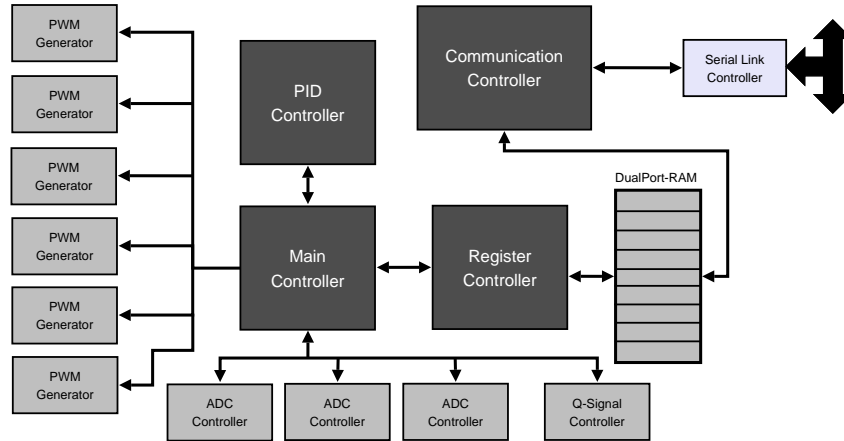 PWM
Generator
PWM
Generator
PWM
Generator
PWM
Generator
PWM
Generator
PWM
Generator
PID
Controller
Main
Controller
Communication
Controller
Serial Link
Controller
DualPort-RAM
Register
Controller
ADC
Controller
ADC
Controller
ADC
Controller
Q-Signal
Controller